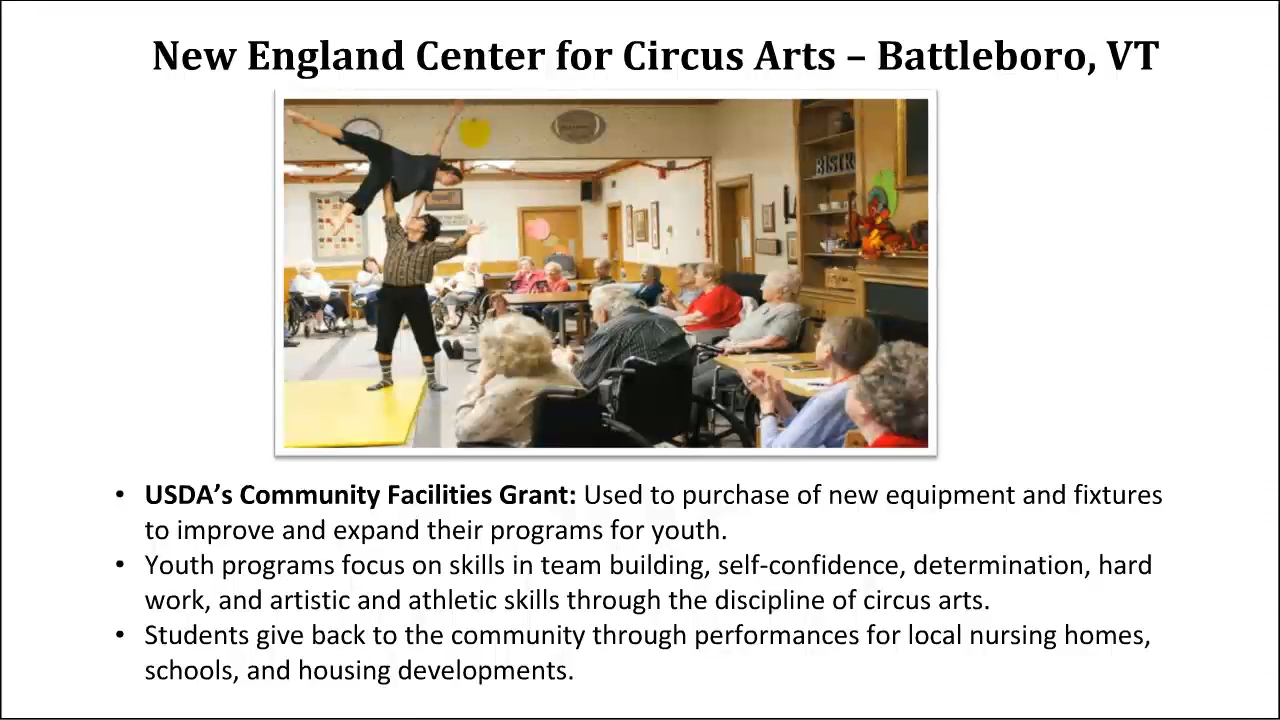 New England Center for Circus Arts – Battleboro, VT
BISTRO
• USDA’s Community Facilities Grant: Used to purchase of new equipment and fixtures
to improve and expand their programs for youth.
• Youth programs focus on skills in team building, self-confidence, determination, hard
work, and artistic and athletic skills through the discipline of circus arts.
• Students give back to the community through performances for local nursing homes,
schools, and housing developments.